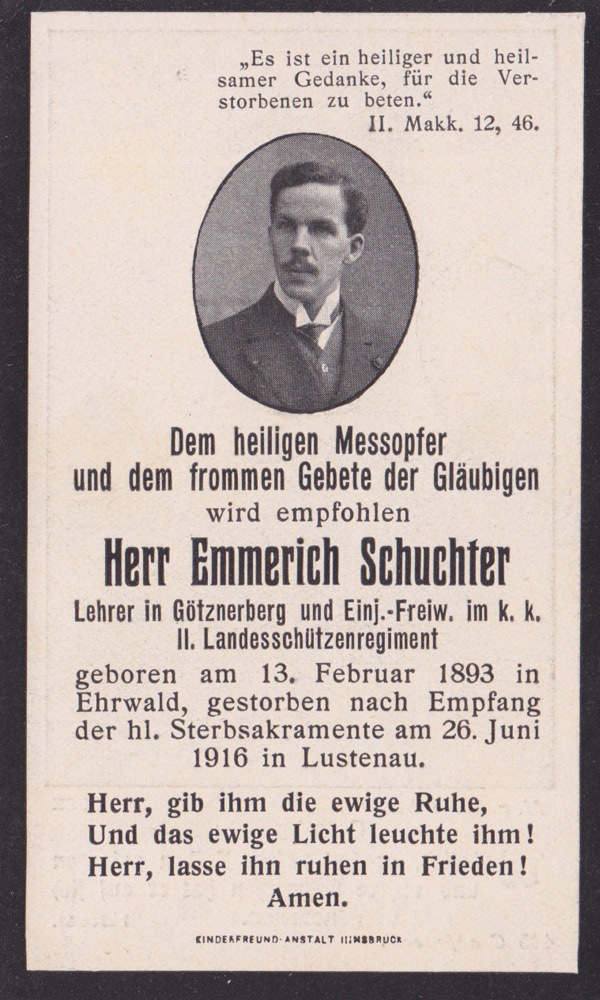 „Es ist ein heiliger und heil-
samer Gedanke, für die Ver-
storbenen zu beten.“
II. Makk. 12, 46.
Dem heiligen Messopfer
und dem frommen Gebete der Gläubigen
wird empfohlen
Herr Emmerich Schuchter
Lehrer in Götznerberg und Einj.-Freiw. im k. k.
II. Landesschützenregiment
geboren am 13. Februar 1893 in
Ehrwald, gestorben nach Empfang
der hl. Sterbsakramente am 26. Juni
1916 in Lustenau.
Herr, gib ihm die ewige Ruhe,
Und das ewige Licht leuchte ihm!
Herr, lasse ihn ruhen in Frieden!
Amen.
KINDERFREUND-ANSTALT INNSBRUCK